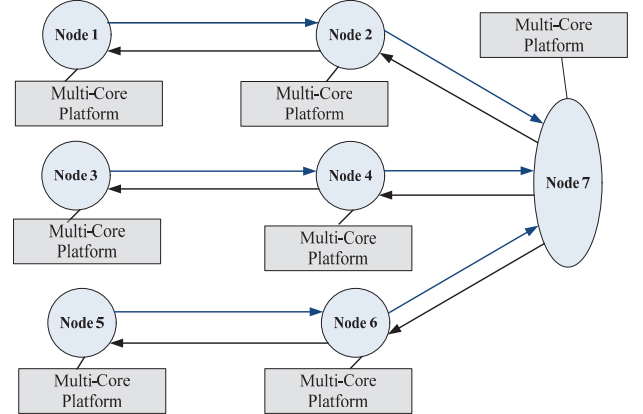 Node 1
Node 2
Multi-Core
Platform
Multi-Core
Platform
Multi-Core
Platform
Node 3
Node 4
Node 7
Multi-Core
Platform
Multi-Core
Platform
Node 5
Node 6
Multi-Core
Platform
Multi-Core
Platform